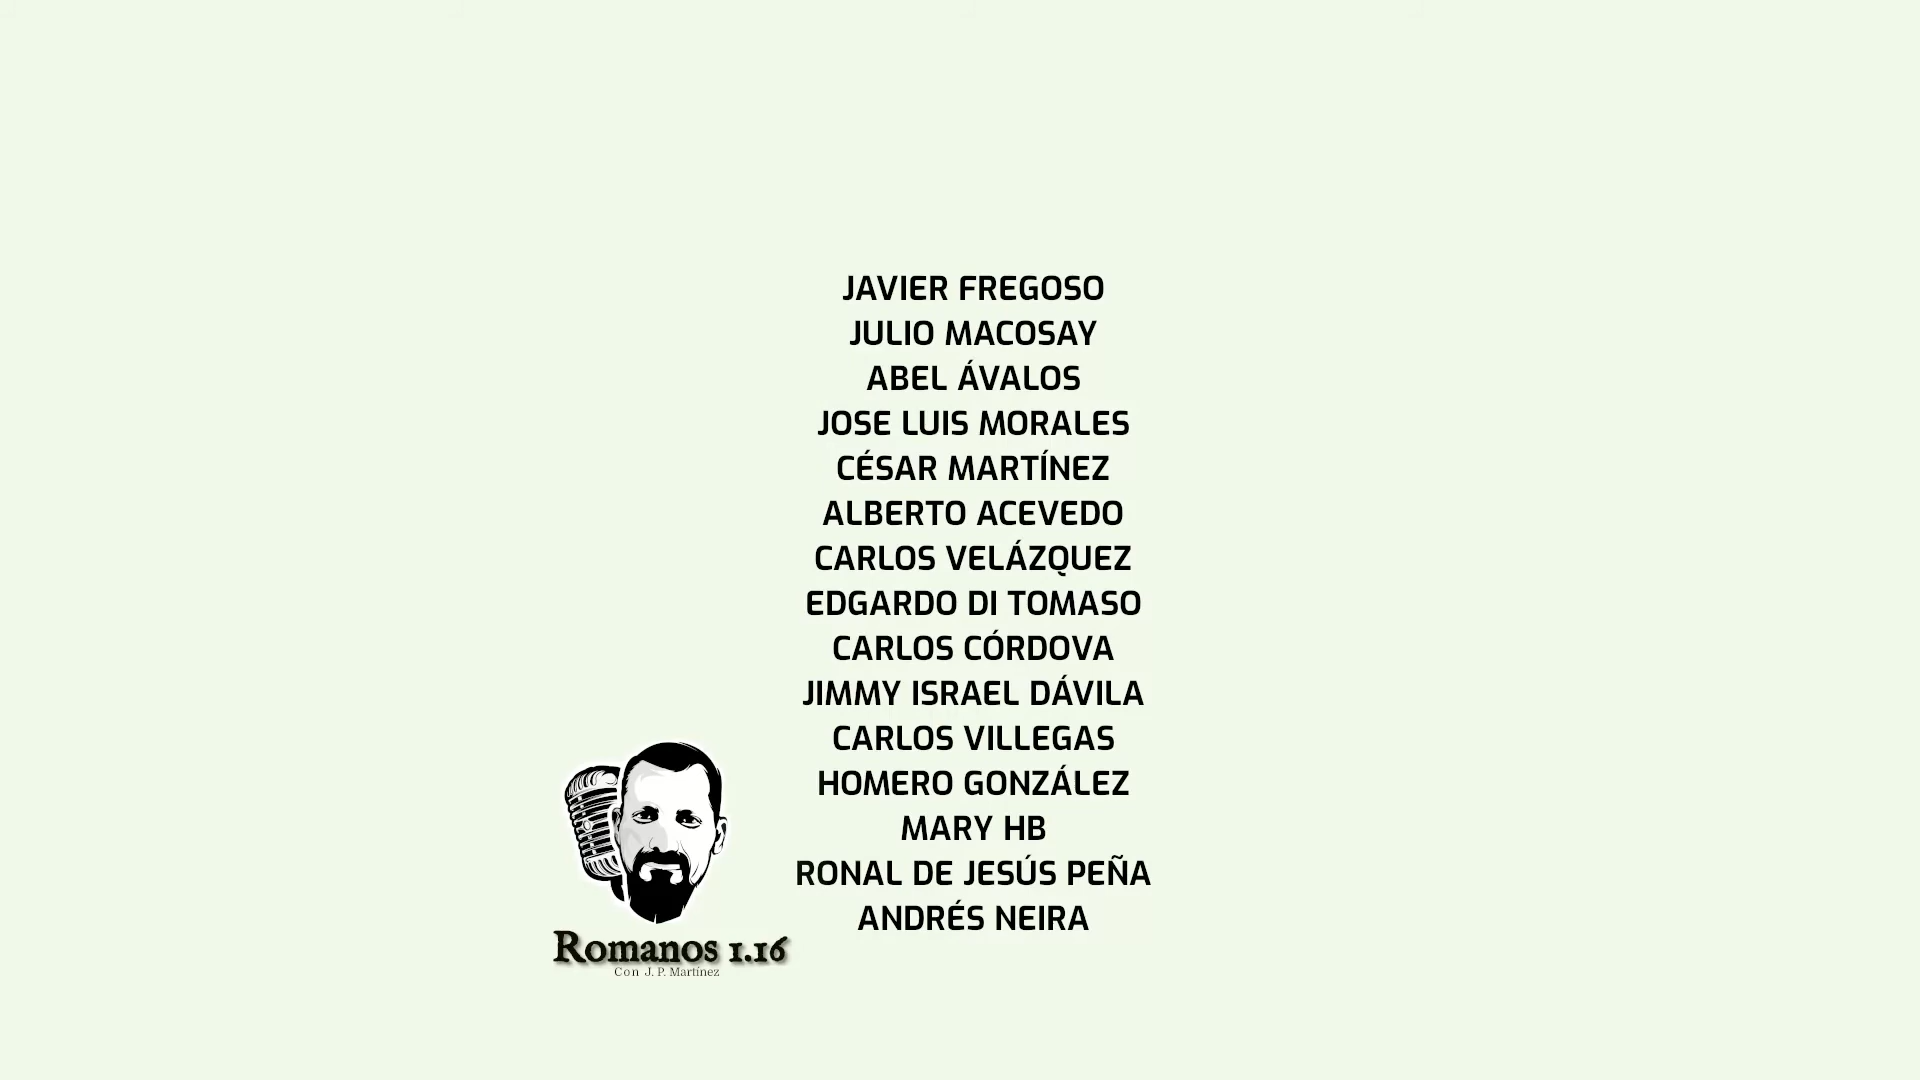 JAVIER FREGOSO
JULIO MACOSAY
ABEL ÁVALOS
JOSE LUIS MORALES
CÉSAR MARTÍNEZ
ALBERTO ACEVEDO
CARLOS VELÁZQUEZ
EDGARDO DI TOMASO
CARLOS CÓRDOVA
JIMMY ISRAEL DÁVILA
CARLOS VILLEGAS
HOMERO GONZÁLEZ
MARY HB
RONAL DE JESÚS PEÑA
ANDRÉS NEIRA
Romanos 1.16
Con J. P. Martínez